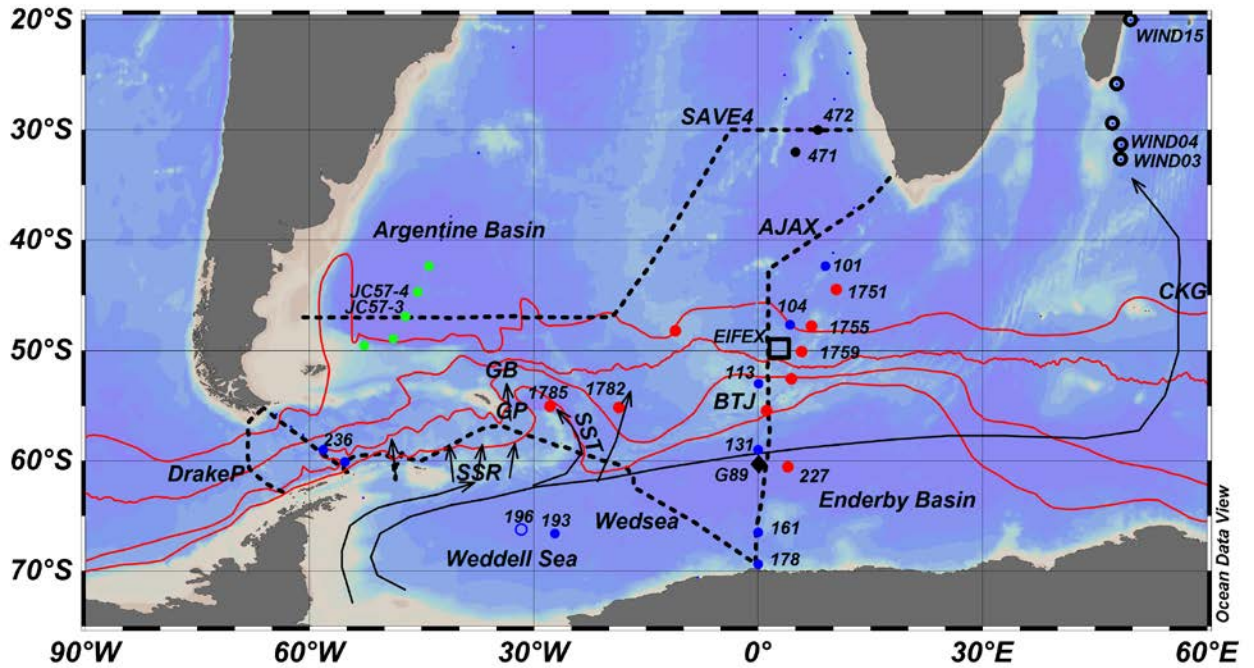 20°S
WIND15
SAVE4
472
30°S
471
WIND04
WIND03
AJAX
Argentine Basin
40°S
101
JC57-4
1751
CKG
JC57-3
104
EIFEX
1755
50°S
1759
GB
1785
1782
113
GP
BTJ
SST
236
131
60°S
DrakeP
SSR
G89
227
Enderby Basin
196
193
Wedsea
161
Weddell Sea
178
70°S
Ocean Data View
90°W
60°W
30°W
0°
30°E
60°E